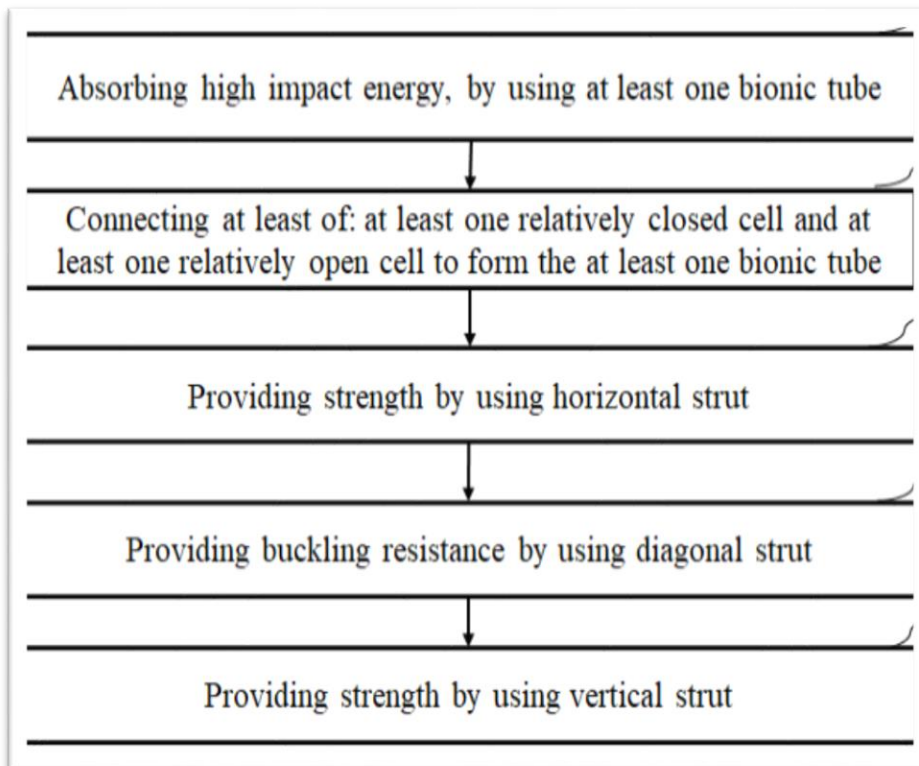 Absorbing high impact energy, by using at least one bionic tube
Connecting at least of: at least one relatively closed cell and at
least one relatively open cell to form the at least one bionic tube
Providing strength by using horizontal strut
Providing buckling resistance by using diagonal strut
Providing strength by using vertical strut